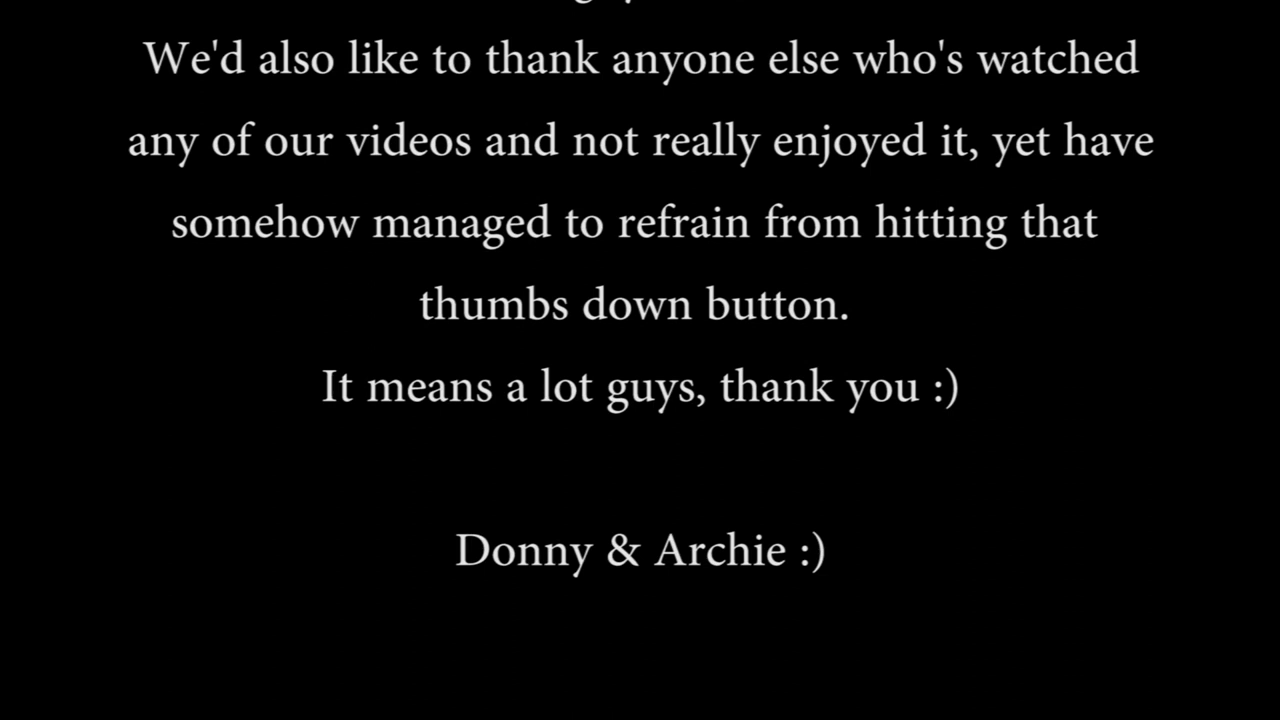 We'd also like to thank anyone else who's watched
any of our videos and not really enjoyed it, yet have
somehow managed to refrain from hitting that
thumbs down button.
It means a lot guys, thank you :)
Donny & Archie :)